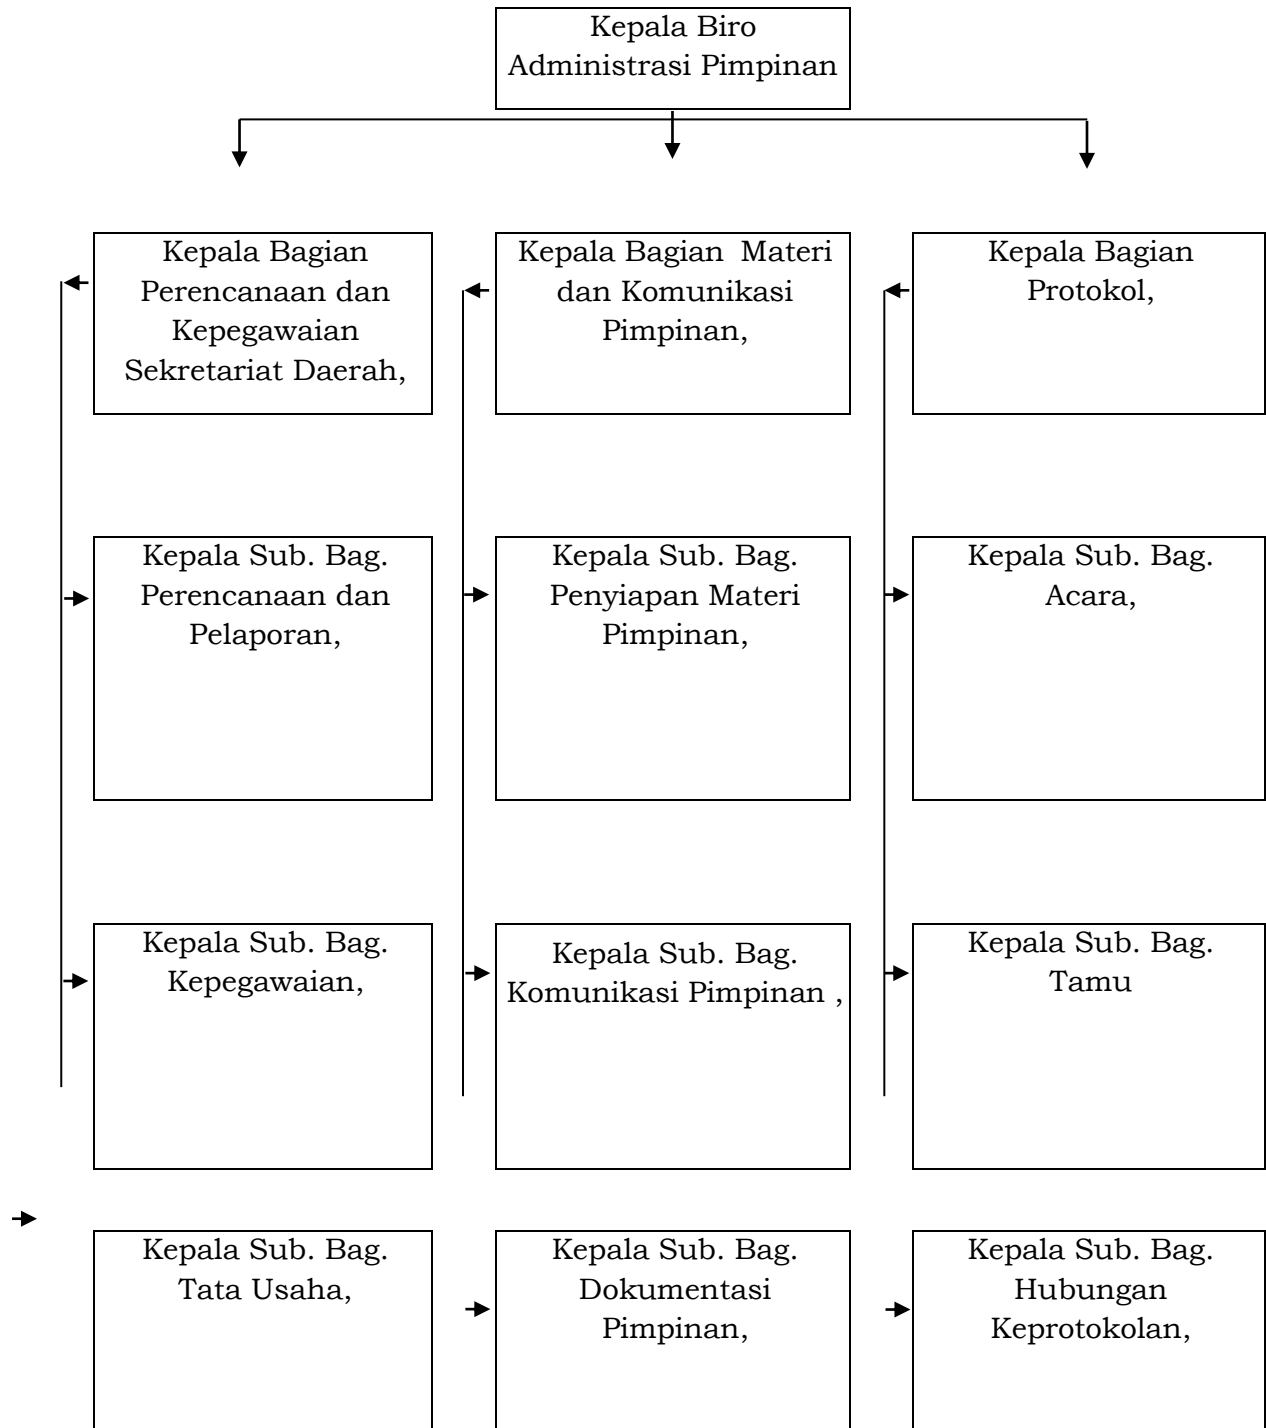 Kepala Biro
Administrasi Pimpinan
Kepala Bagian
Perencanaan dan
Kepegawaian
Sekretariat Daerah,
Kepala Bagian  Materi
dan Komunikasi
Pimpinan,
Kepala Bagian
Protokol,
Kepala Sub. Bag.
Perencanaan dan
Pelaporan,
Kepala Sub. Bag.
Penyiapan Materi
Pimpinan,
Kepala Sub. Bag.
Acara,
Kepala Sub. Bag.
Kepegawaian,
Kepala Sub. Bag.
Komunikasi Pimpinan ,
Kepala Sub. Bag.
Tamu
Kepala Sub. Bag.
Tata Usaha,
Kepala Sub. Bag.
Dokumentasi
Pimpinan,
Kepala Sub. Bag.
Hubungan
Keprotokolan,